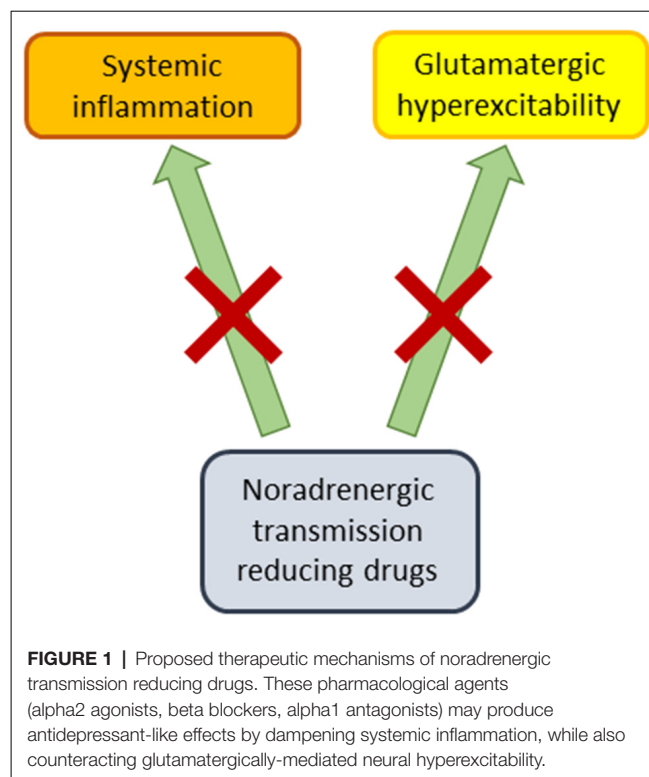 Systemic
inflammation
Glutamatergic
hyperexcitability
Noradrenergic
transmission
reducing drugs
FIGURE 1 | Proposed therapeutic mechanisms of noradrenergic
transmission reducing drugs. These pharmacological agents
(alpha2 agonists, beta blockers, alpha1 antagonists) may produce
antidepressant-like effects by dampening systemic inflammation, while also
counteracting glutamatergically-mediated neural hyperexcitability.